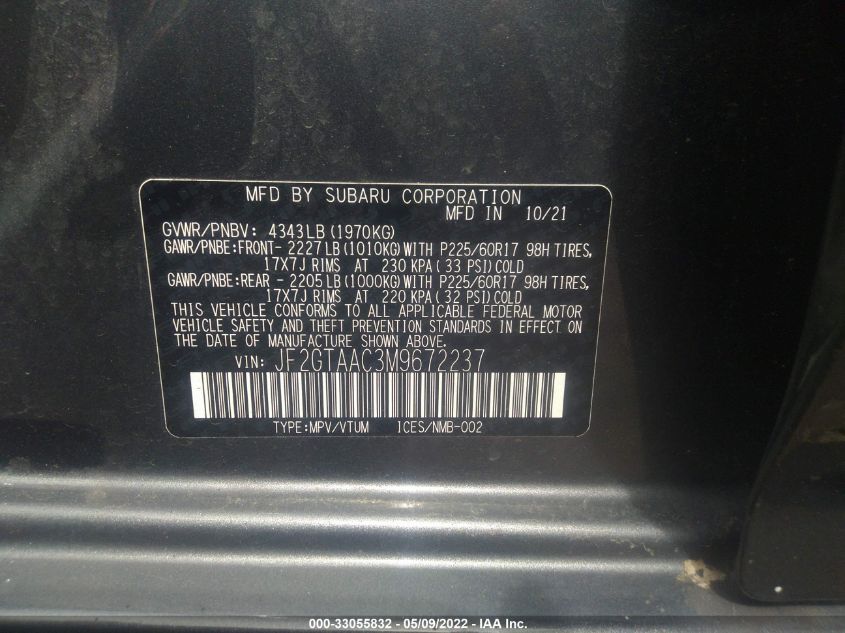 MFD BY SUBARU CORPORATION
MFD IN 10/21
GVWR/PNBV: 4343LB(1970KG)
GAWR/PNBE:FRONT- 2227LB(1010KG)WITH P225/60R17 98H TIRES,
17X7J RIMS AT 230 KPA(33 PSI)COLD
GAWR/PNBE:REAR - 2205LB(1000KG)WITH P225/60R17 98H TIRES,
17X7J RIMS AT 220 KPA(32 PSI)COLD
THIS VEHICLE CONFORMS TO ALL APPLICABLE FEDERAL MOTOR
VEHICLE SAFETY AND THEFT PREVENTION STANDARDS IN EFFECT ON
THE DATE OF MANUFACTURE SHOWN ABOVE.
VIN: JF2GTAAC3M9672237
TYPE:MPV/VTUM ICES/NMB-002
000-33055832 - 05/09/2022 - IAA Inc.